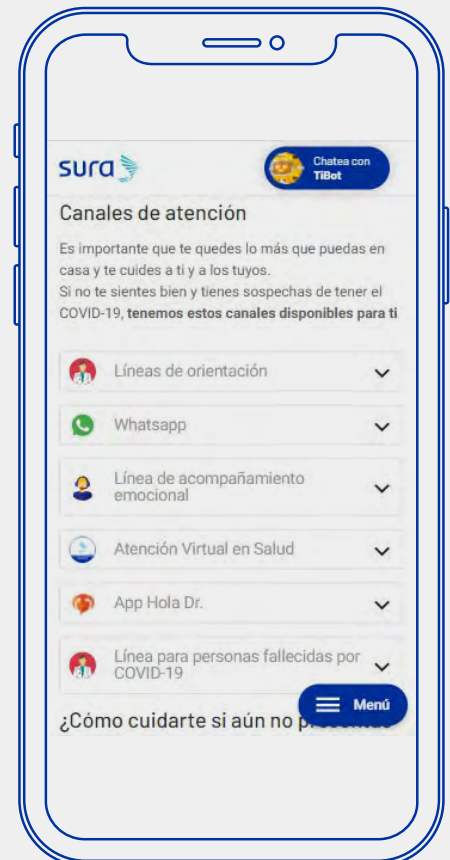 sura
Chatea con
TiBot
Canales de atención
Es importante que te quedes lo más que puedas en
casa y te cuides a ti y a los tuyos.
Si no te sientes bien y tienes sospechas de tener el
COVID-19, tenemos estos canales disponibles para ti
Líneas de orientación
Whatsapp
Línea de acompañamiento
emocional
Atención Virtual en Salud
App Hola Dr.
Línea para personas fallecidas por
COVID-19
Menú
¿Cómo cuidarte si aún no